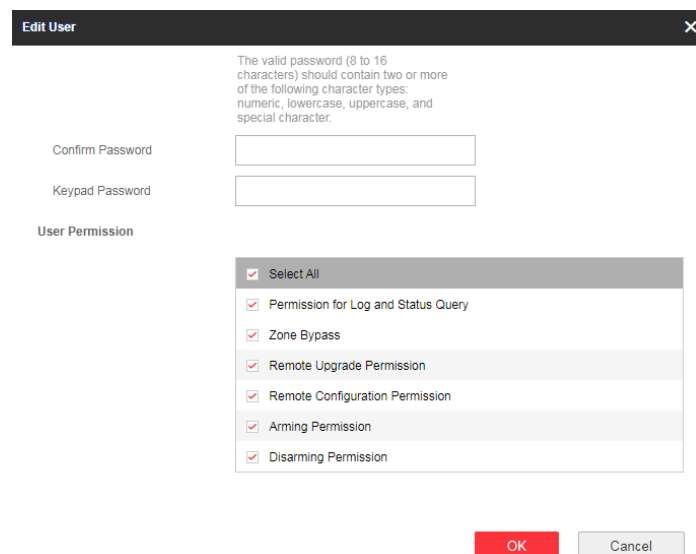 Edit User
The valid password (8 to 16
characters) should contain two or more
of the following character types:
numeric, lowercase, uppercase, and
special character.
Confirm Password
Keypad Password
User Permission
Select All
Permission for Log and Status Query
Zone Bypass
Remote Upgrade Permission
Remote Configuration Permission
Arming Permission
Disarming Permission
OK Cancel